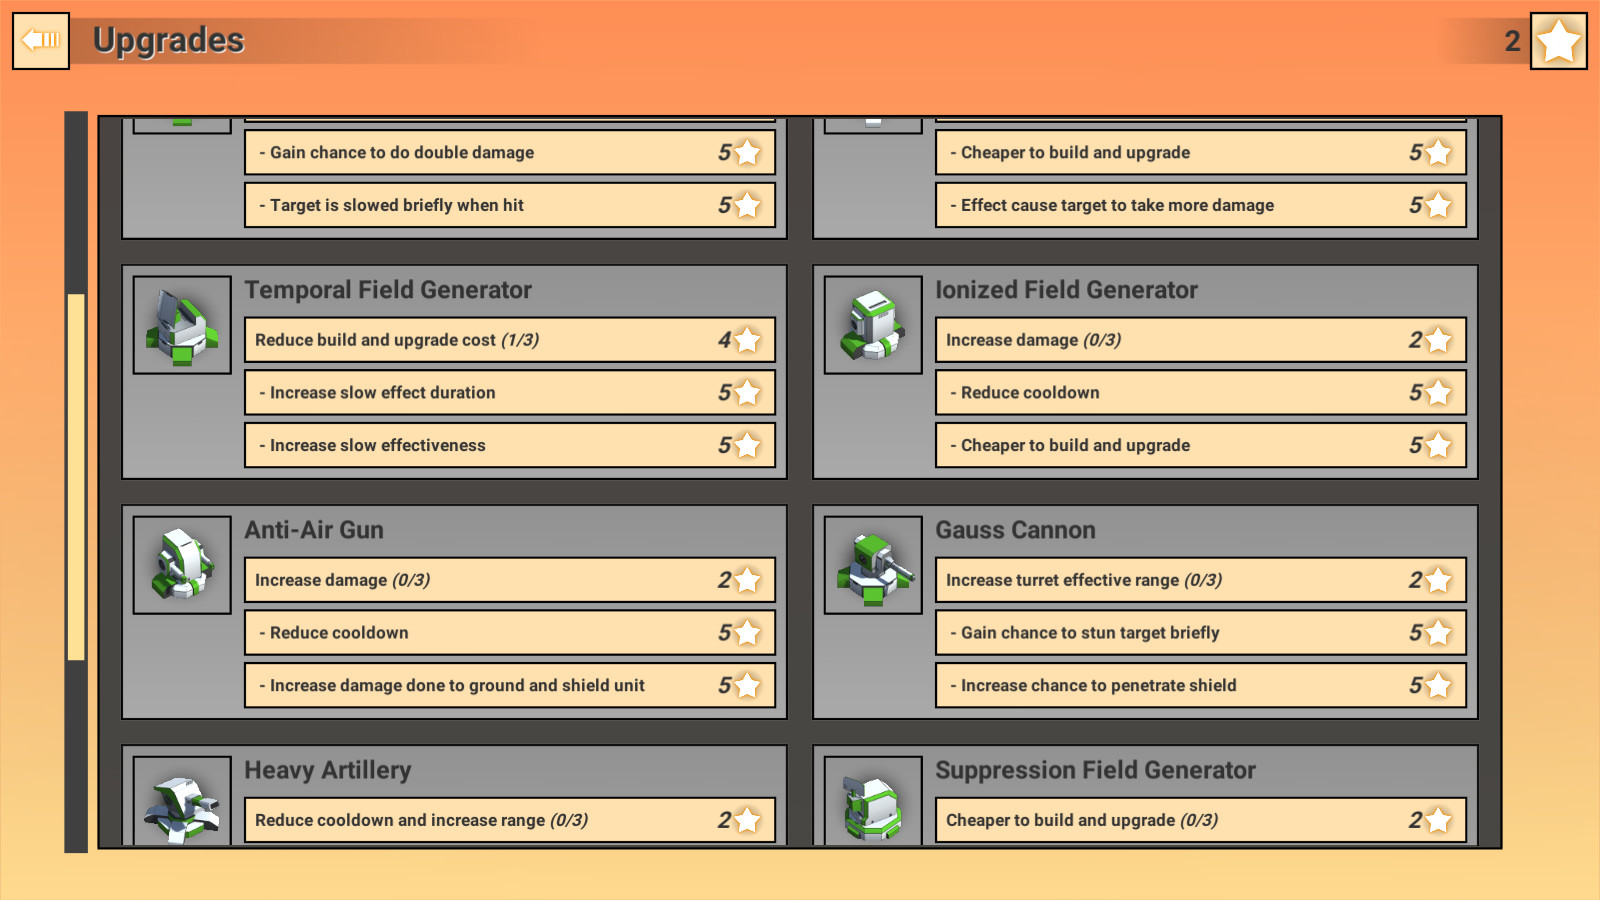 Upgrades
2
- Gain chance to do double damage 5
- Target is slowed briefly when hit 5
- Cheaper to build and upgrade 5
- Effect cause target to take more damage 5
Temporal Field Generator
Reduce build and upgrade cost (1/3) 4
- Increase slow effect duration 5
- Increase slow effectiveness 5
Ionized Field Generator
Increase damage (0/3) 2
- Reduce cooldown 5
- Cheaper to build and upgrade 5
Anti-Air Gun
Increase damage (0/3) 2
- Reduce cooldown 5
- Increase damage done to ground and shield unit 5
Gauss Cannon
Increase turret effective range (0/3) 2
- Gain chance to stun target briefly 5
- Increase chance to penetrate shield 5
Heavy Artillery
Reduce cooldown and increase range (0/3) 2
Suppression Field Generator
Cheaper to build and upgrade (0/3) 2